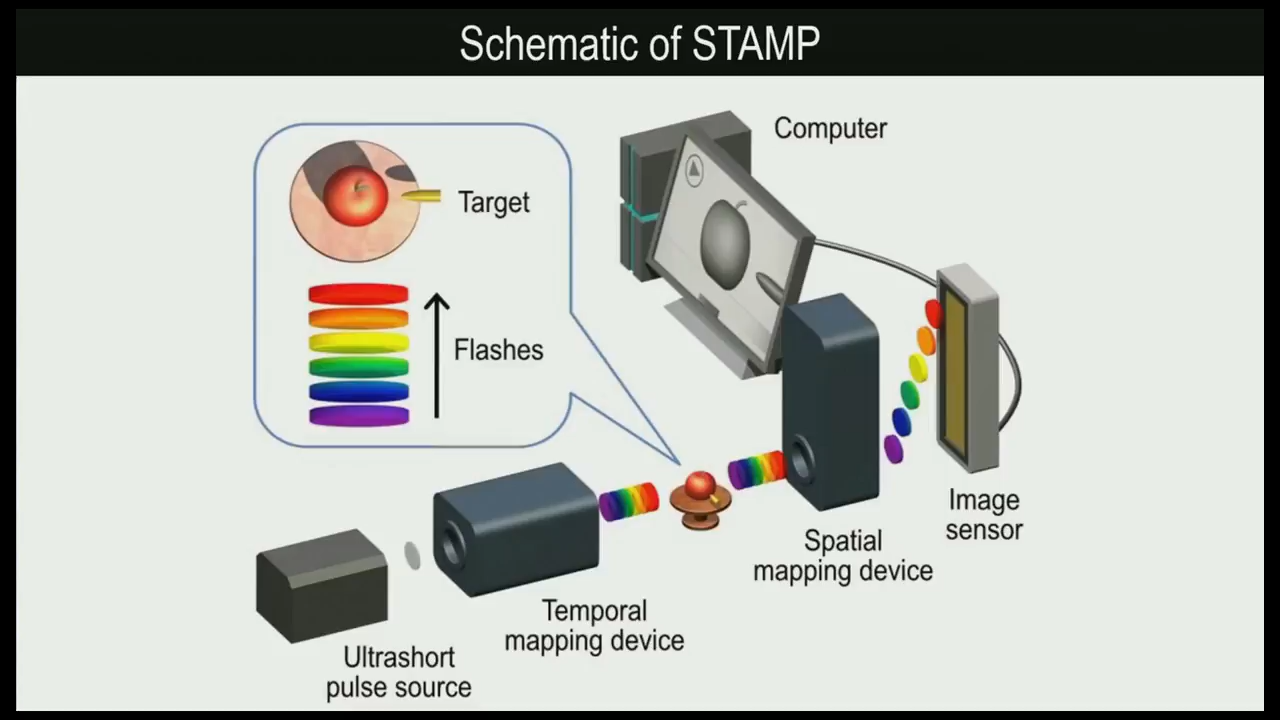 Schematic of STAMP
Computer
Target
Flashes
Image
sensor
Spatial
mapping device
Temporal
mapping device
Ultrashort
pulse source